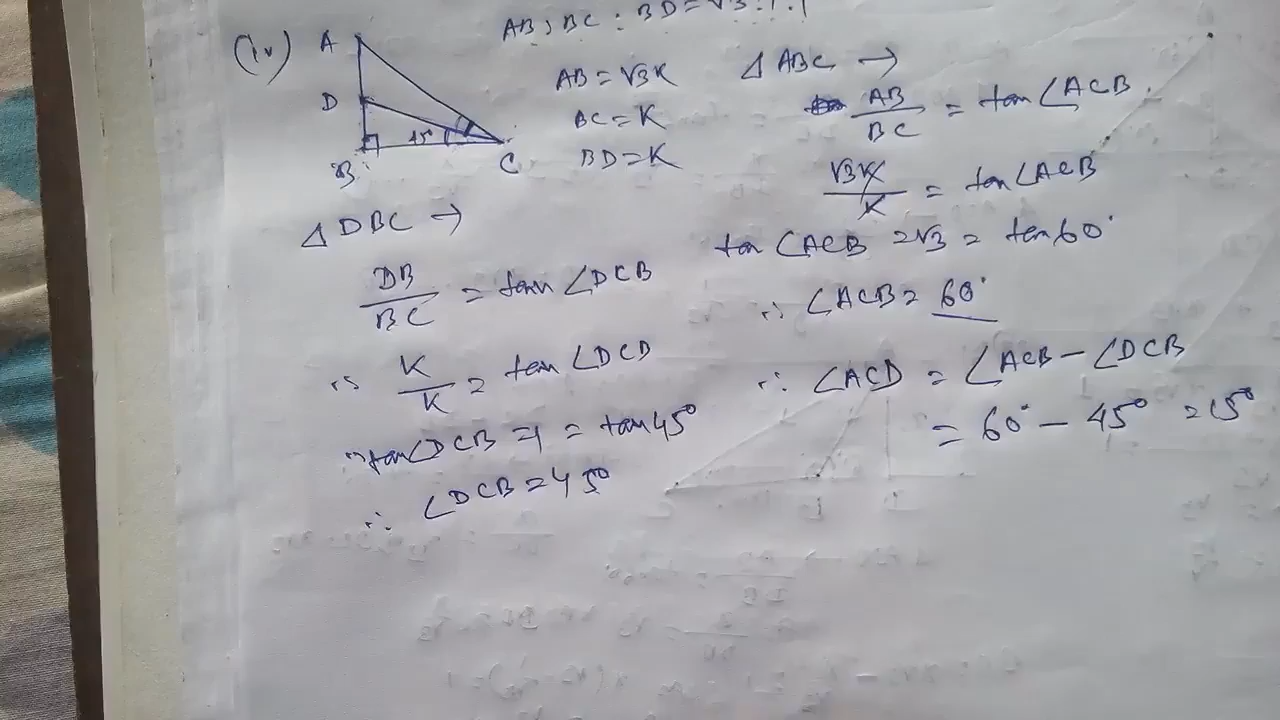 AB : BC : BD = √3 : 1 : 1
(iv) A
D
B
C
45°
AB = √3K
BC = K
BD = K
△DBC →
DB/BC = tan ∠DCB
∴ K/K = tan ∠DCD
∴ tan ∠DCB = 1 = tan 45°
∴ ∠DCB = 45°
△ABC →
AB/BC = tan ∠ACB
√3K/K = tan ∠ACB
tan ∠ACB = √3 = tan 60°
∴ ∠ACB = 60°
∴ ∠ACD = ∠ACB − ∠DCB
= 60° − 45° = 15°